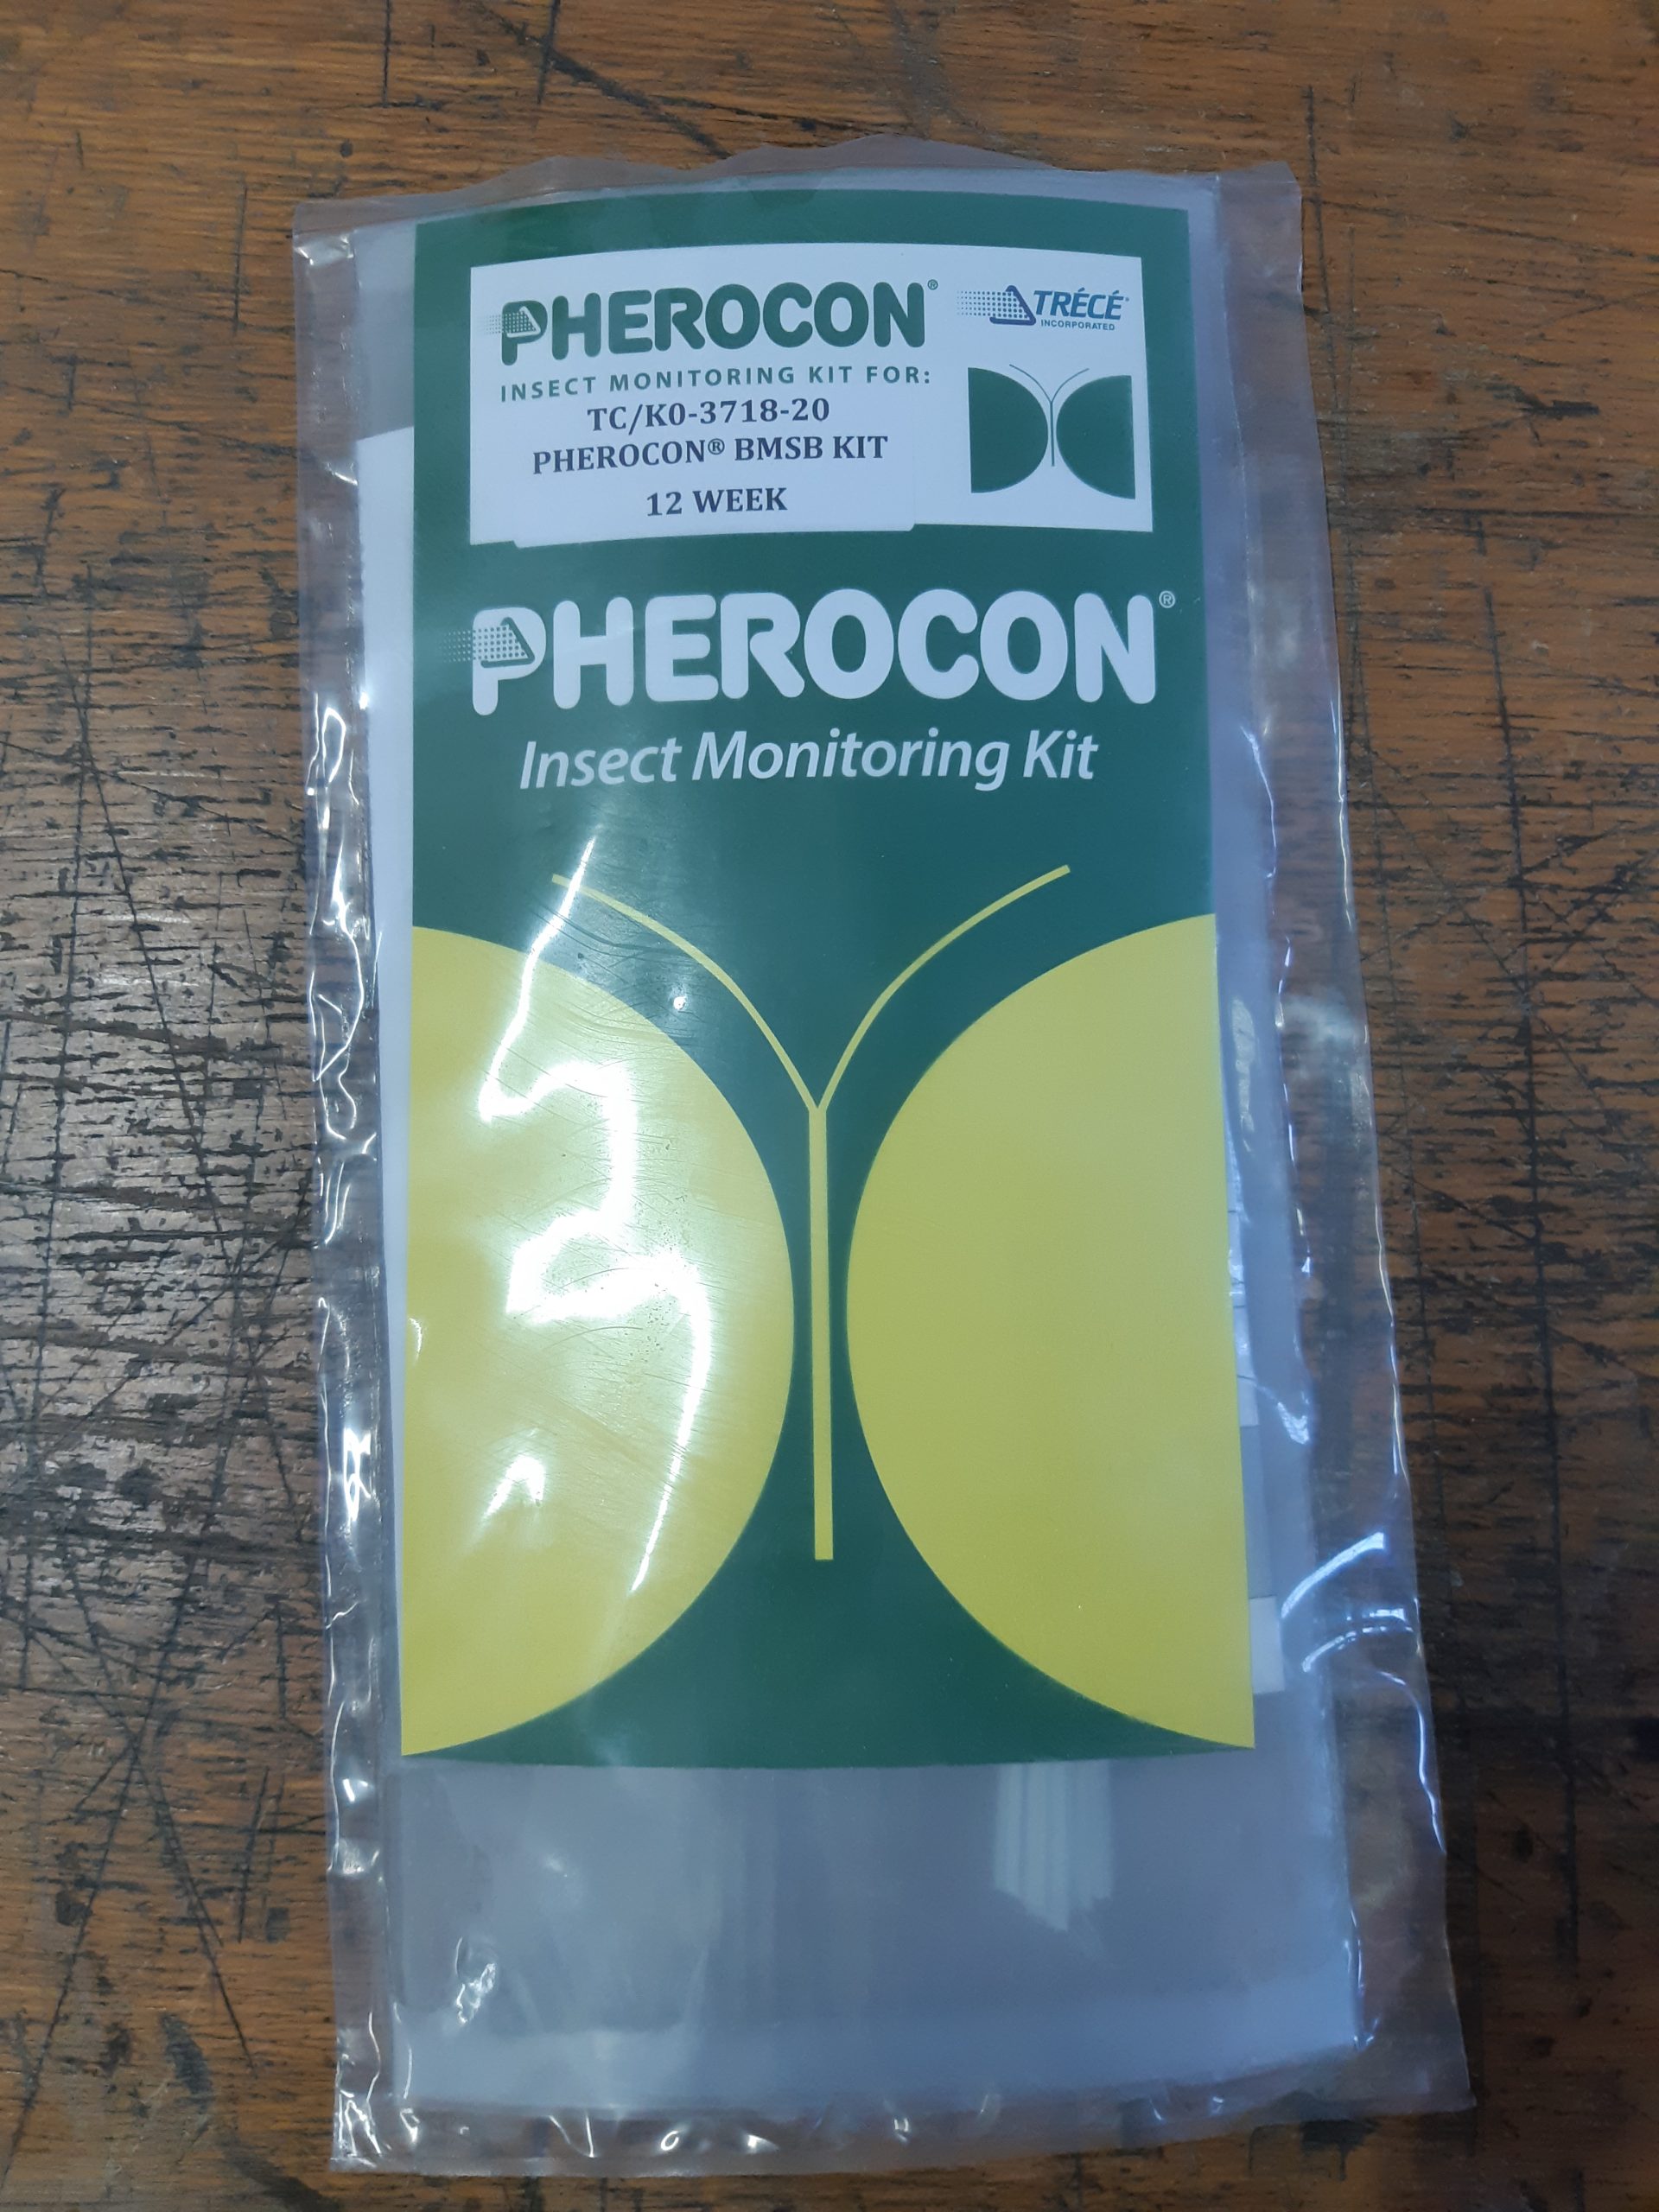 PHEROCON®
TRÉCÉ®
INCORPORATED
INSECT MONITORING KIT FOR:
TC/K0-3718-20
PHEROCON® BMSB KIT
12 WEEK
PHEROCON®
Insect Monitoring Kit